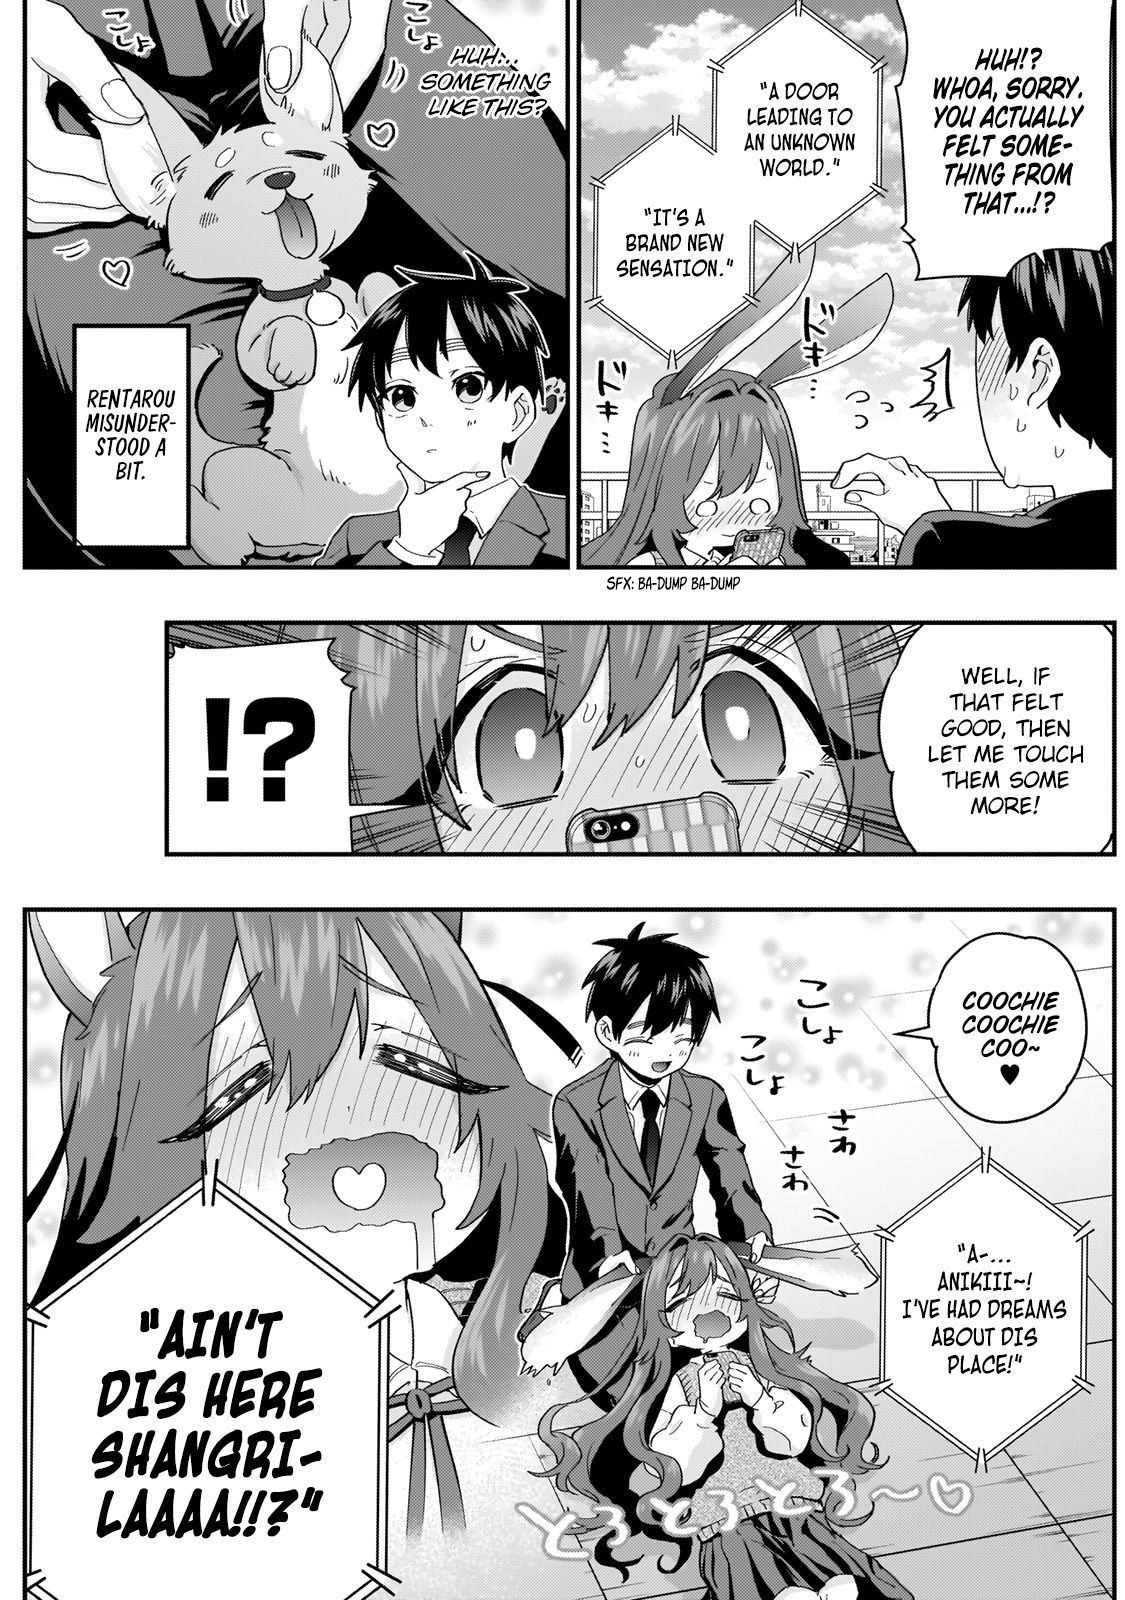 HUH!?
WHOA, SORRY.
YOU ACTUALLY
FELT SOME-
THING FROM
THAT...!?
"A DOOR
LEADING TO
AN UNKNOWN
WORLD."
"IT'S A
BRAND NEW
SENSATION."
ドキ
ドキ
SFX: BA-DUMP BA-DUMP
HUH...
SOMETHING
LIKE THIS?
こしょ
こしょ
RENTAROU
MISUNDER-
STOOD A
BIT.
WELL, IF
THAT FELT
GOOD, THEN
LET ME TOUCH
THEM SOME
MORE!
!?
COOCHIE
COOCHIE
COO~
♥
こしょ
こしょ
さわ
さわ
"A-...
ANIKIII~!
I'VE HAD DREAMS
ABOUT DIS
PLACE!"
とろとろとろ～♡
"AIN'T
DIS HERE
SHANGRI-
LAAAA!!?"